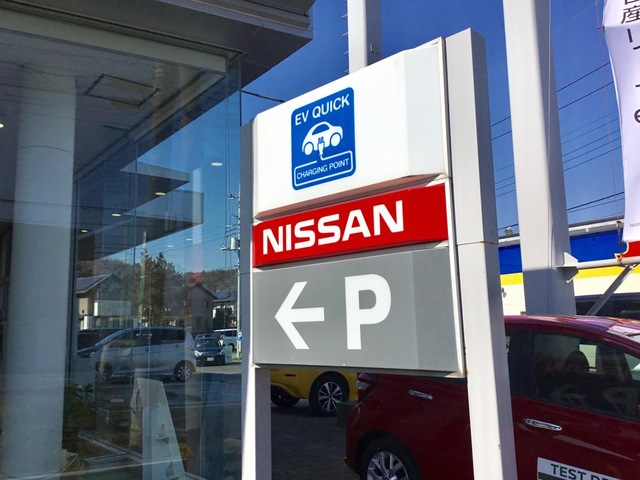 EV QUICK
CHARGING POINT
NISSAN
← P
TEST